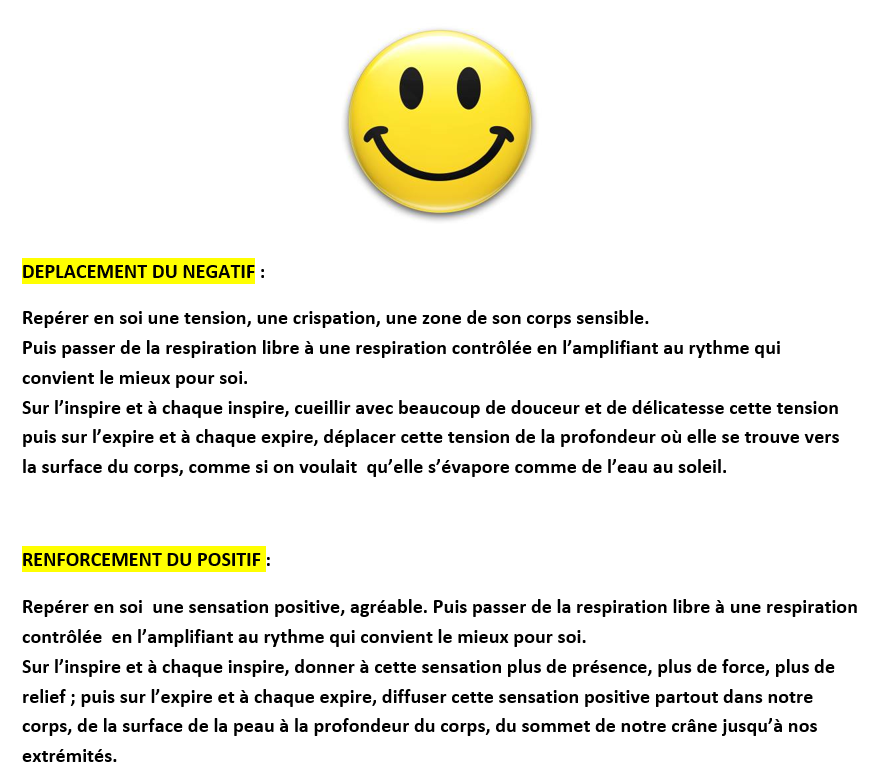 DEPLACEMENT DU NEGATIF :
Repérer en soi une tension, une crispation, une zone de son corps sensible.
Puis passer de la respiration libre à une respiration contrôlée en l’amplifiant au rythme qui
convient le mieux pour soi.
Sur l’inspire et à chaque inspire, cueillir avec beaucoup de douceur et de délicatesse cette tension
puis sur l’expire et à chaque expire, déplacer cette tension de la profondeur où elle se trouve vers
la surface du corps, comme si on voulait  qu’elle s’évapore comme de l’eau au soleil.
RENFORCEMENT DU POSITIF :
Repérer en soi  une sensation positive, agréable. Puis passer de la respiration libre à une respiration
contrôlée  en l’amplifiant au rythme qui convient le mieux pour soi.
Sur l’inspire et à chaque inspire, donner à cette sensation plus de présence, plus de force, plus de
relief ; puis sur l’expire et à chaque expire, diffuser cette sensation positive partout dans notre
corps, de la surface de la peau à la profondeur du corps, du sommet de notre crâne jusqu’à nos
extrémités.